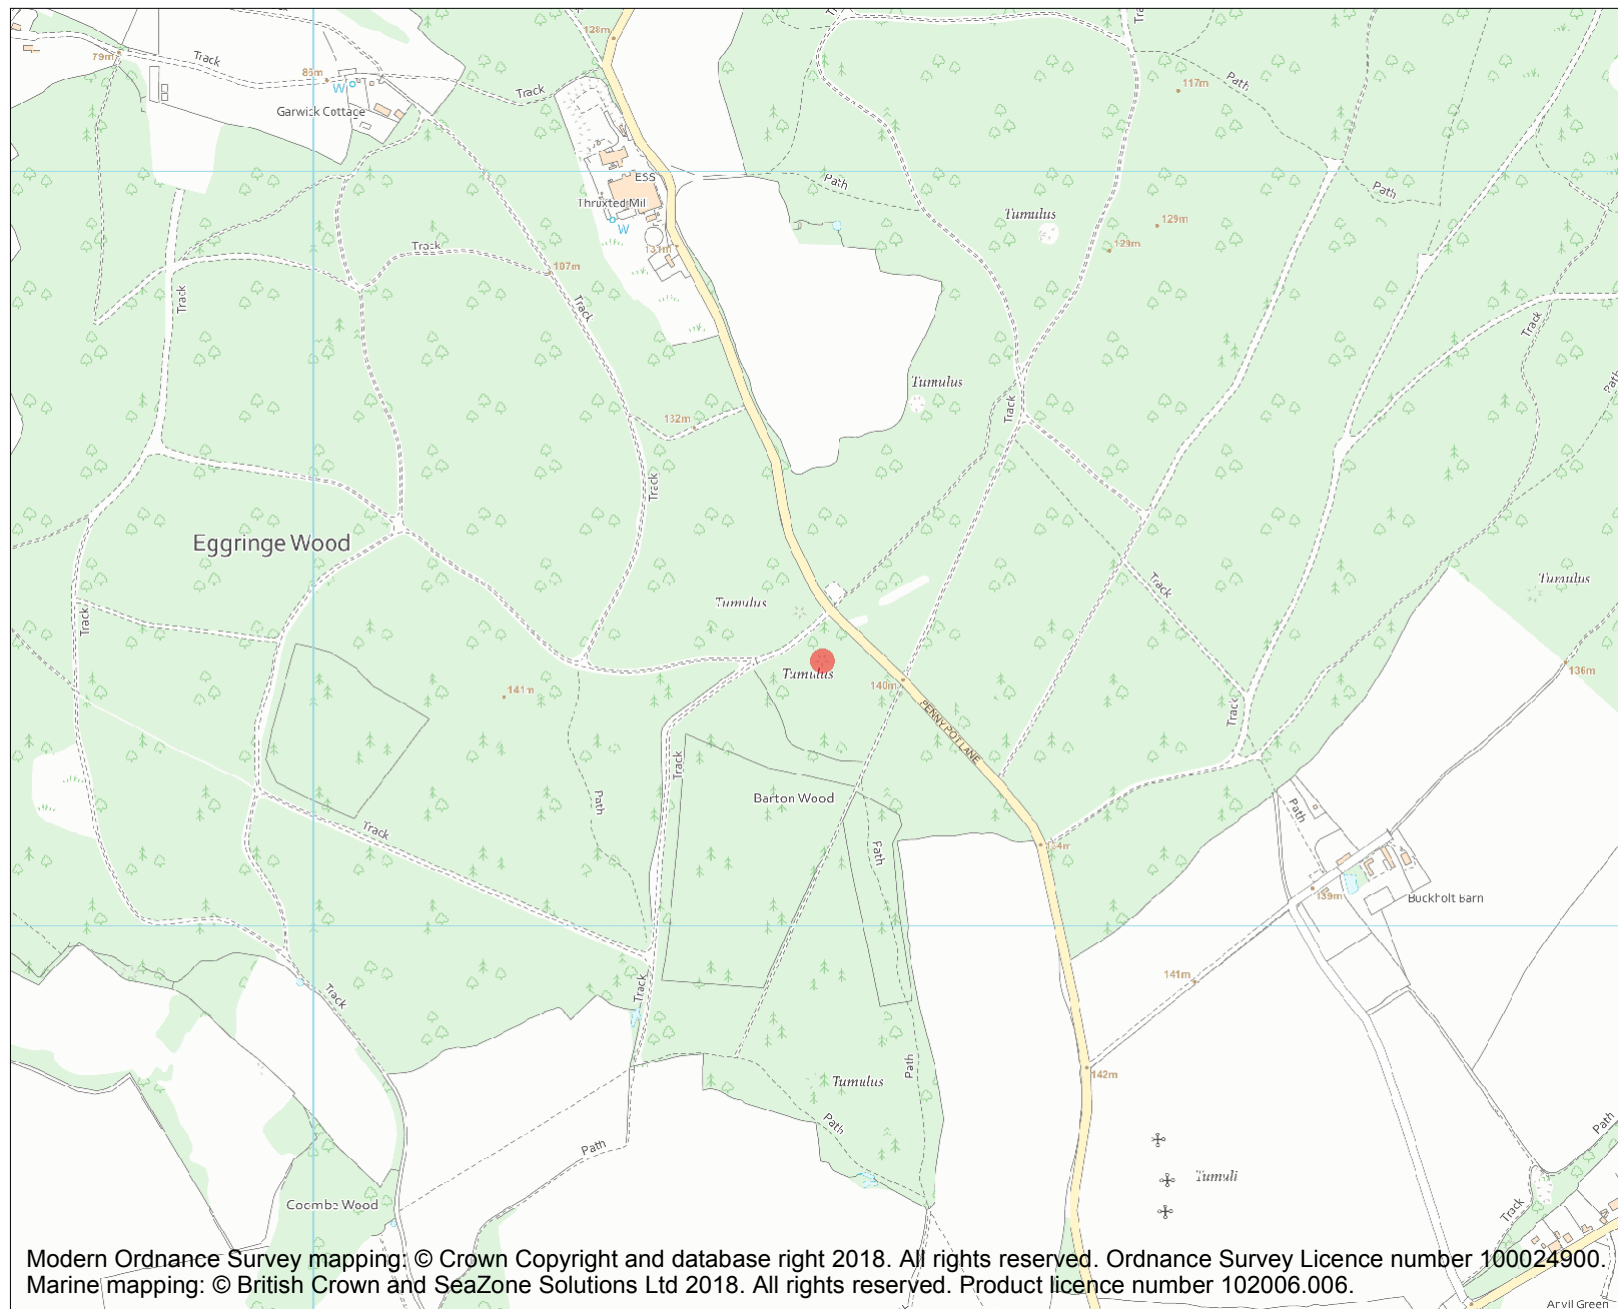 128m
Tr
79m
Track
85m
W
Garwick Cottage
Track
Path
117m
ESS
Thruxted Mil
W
131m
Path
Path
Tumulus
129m
129m
Track
107m
Track
Track
Track
Tumulus
132m
Track
Track
Path
Track
Eggringe Wood
Track
Tumulus
Tumulus
Track
Tumulus
140m
136m
141m
PENNYPOT LANE
Track
Track
Barton Wood
Path
Path
Track
Path
139m
Buckholt Barn
Track
141m
Track
142m
Path
Tumulus
Path
Path
Path
Tumuli
Coombe Wood
Track
Modern Ordnance Survey mapping: © Crown Copyright and database right 2018. All rights reserved. Ordnance Survey Licence number 100024900.
Marine mapping: © British Crown and SeaZone Solutions Ltd 2018. All rights reserved. Product licence number 102006.006.
Anvil Green